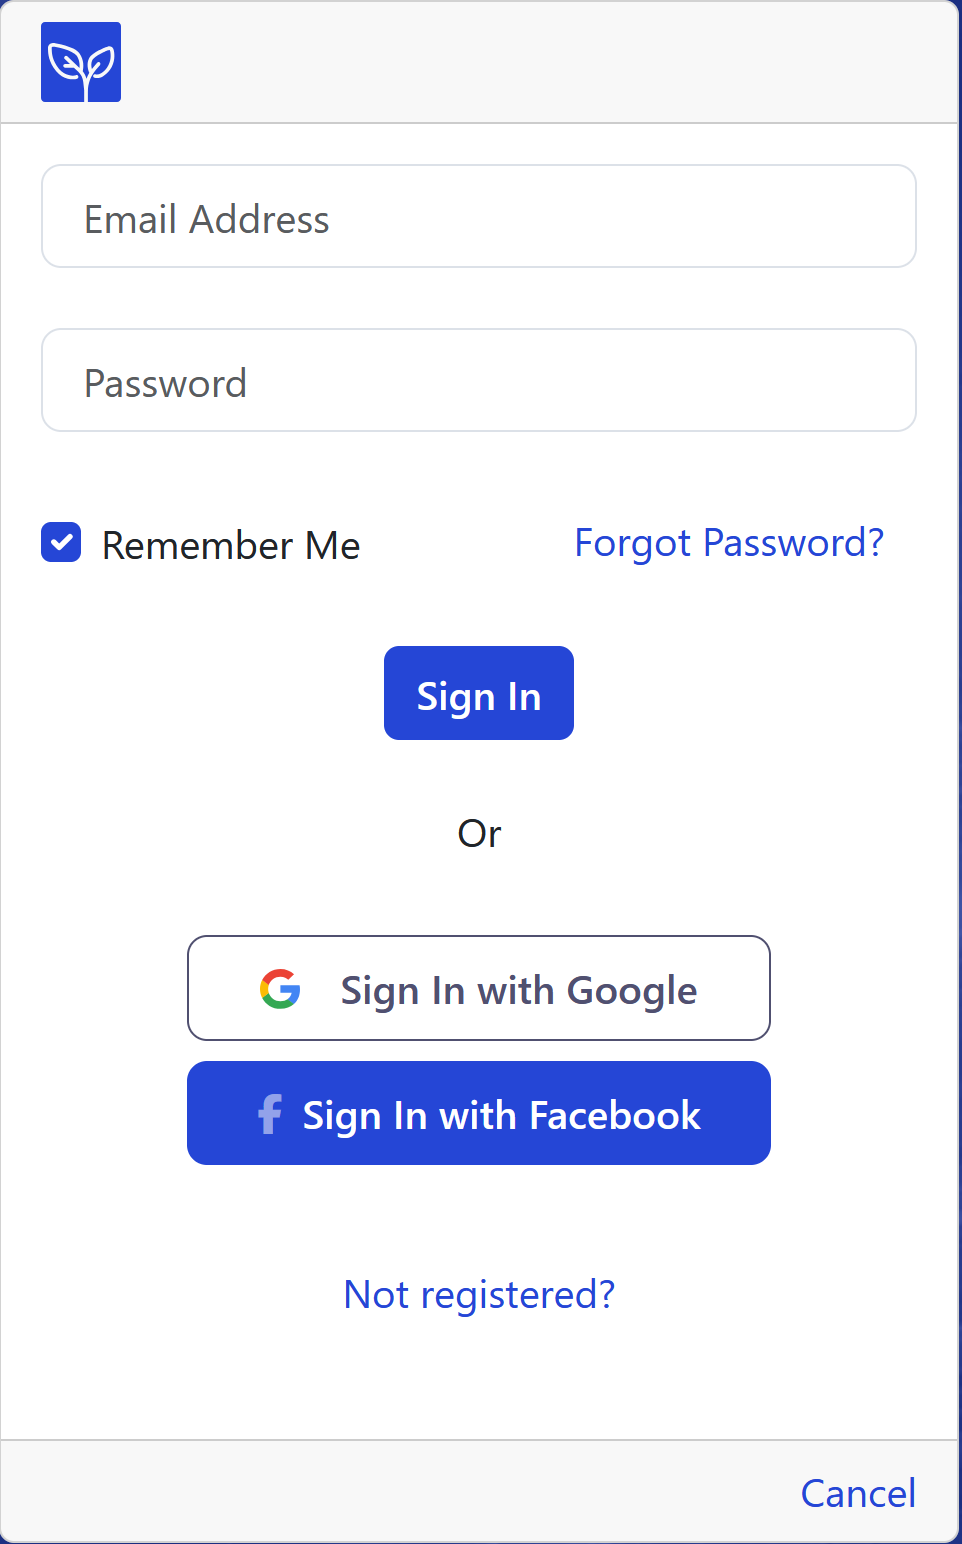 Email Address
Password
Remember Me
Forgot Password?
Sign In
Or
Sign In with Google
Sign In with Facebook
Not registered?
Cancel